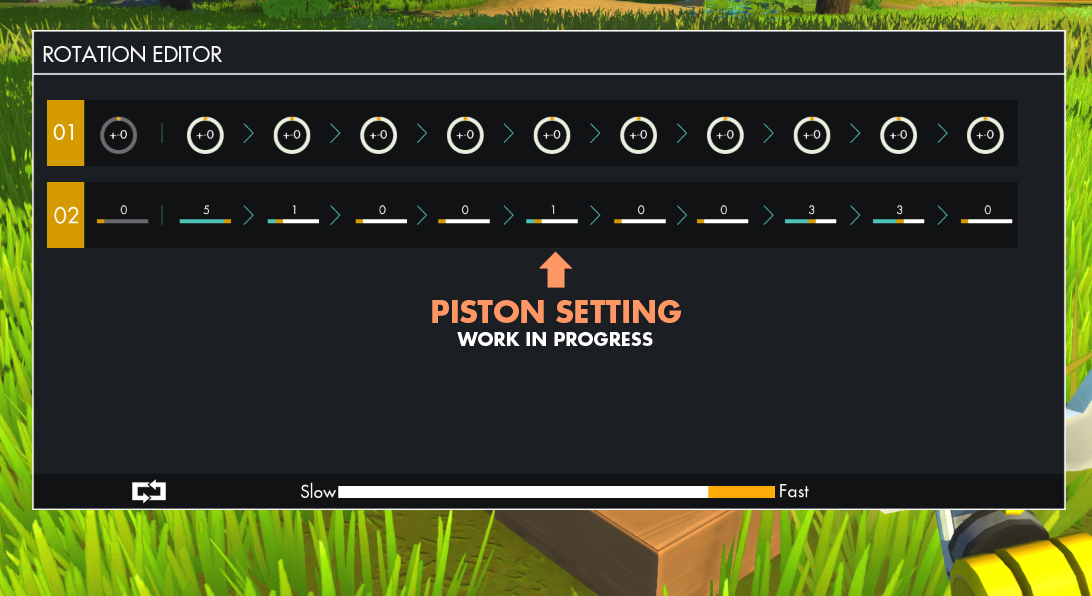 ROTATION EDITOR
01 +-0 | +-0 > +-0 > +-0 > +-0 > +-0 > +-0 > +-0 > +-0 > +-0 > +-0
02 0 | 5 > 1 > 0 > 0 > 1 > 0 > 0 > 3 > 3 > 0
PISTON SETTING
WORK IN PROGRESS
Slow Fast